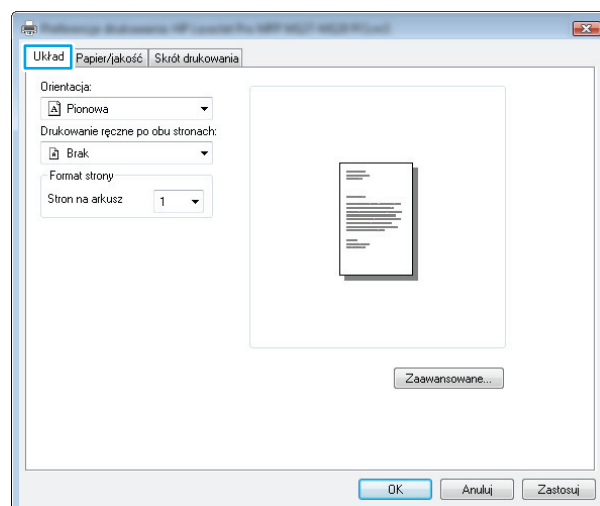 Układ Papier/jakość Skrót drukowania
Orientacja:
Pionowa
Drukowanie ręczne po obu stronach:
Brak
Format strony
Stron na arkusz 1
Zaawansowane...
OK Anuluj Zastosuj